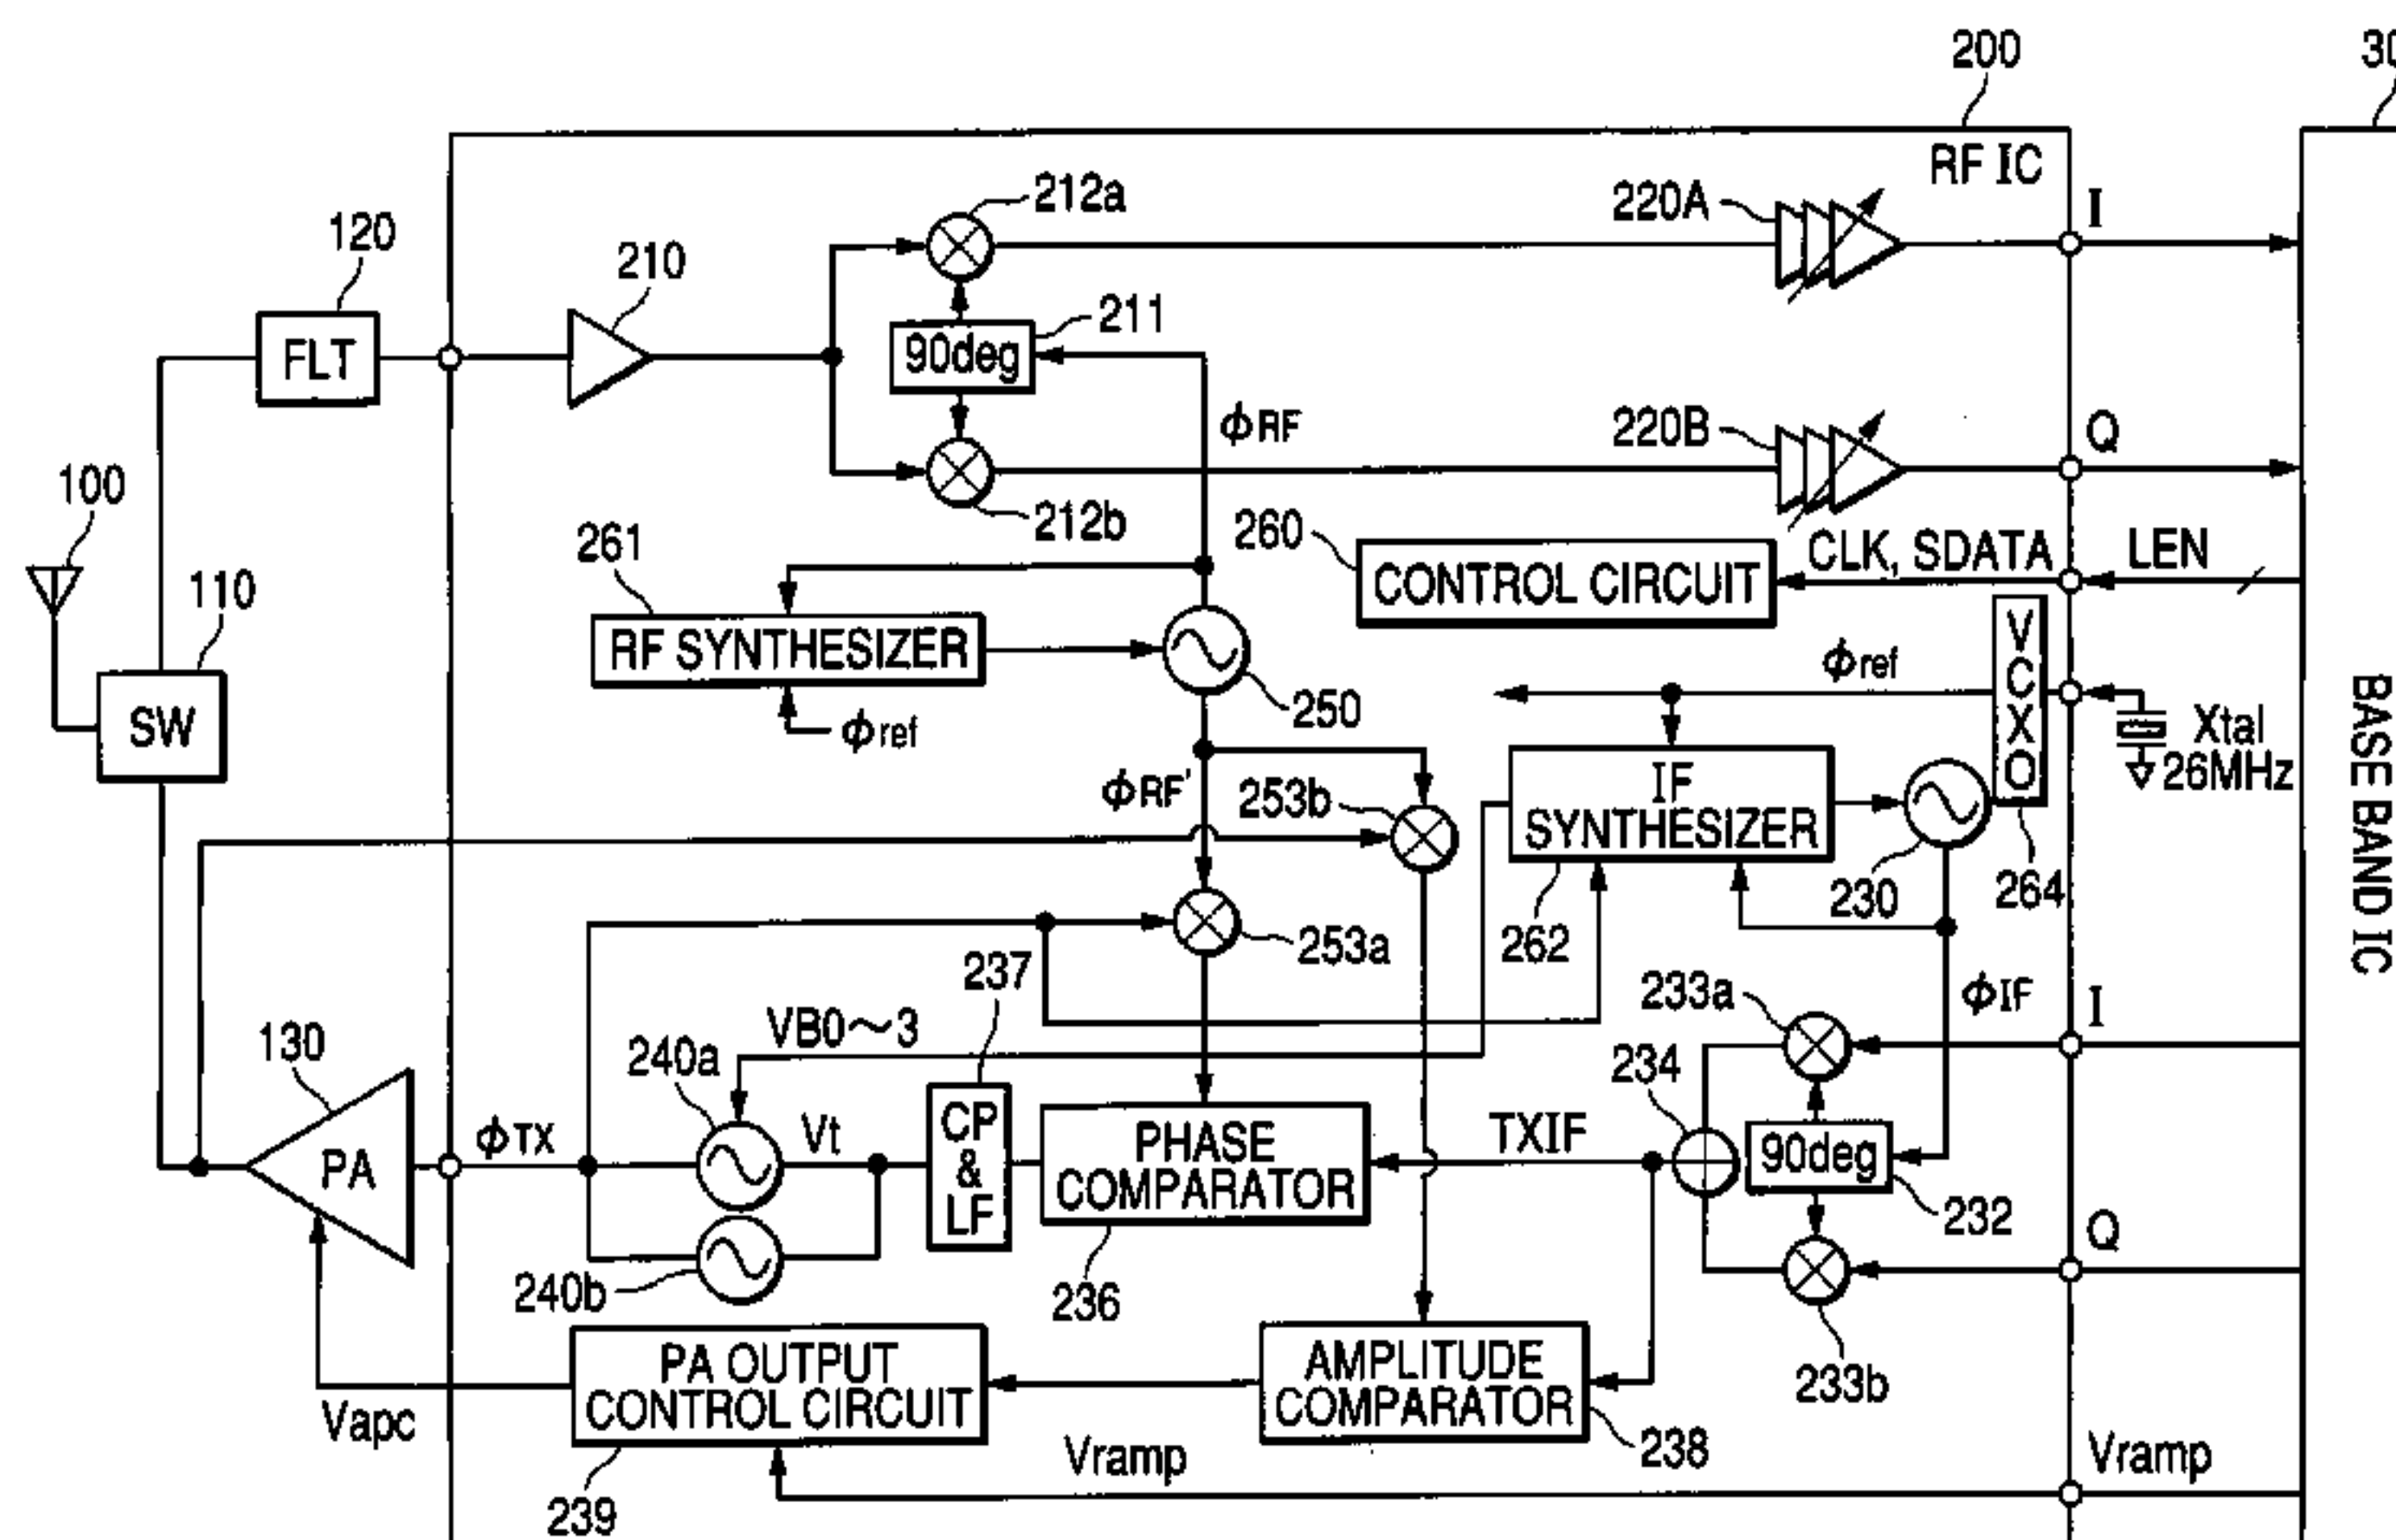 200
30
RF IC
212a
220A
I
120
210
FLT
211
90deg
ϕRF
220B
Q
100
212b
261
260
CLK, SDATA
LEN
CONTROL CIRCUIT
110
RF SYNTHESIZER
VCXO
ϕref
SW
ϕref
250
Xtal
26MHz
BASE BAND IC
ϕRF'
253b
IF
SYNTHESIZER
230
264
253a
262
237
233a
ϕIF
I
VB0～3
130
240a
234
CP
&
LF
ϕTX
Vt
PHASE
COMPARATOR
TXIF
90deg
PA
232
Q
240b
236
PA OUTPUT
CONTROL CIRCUIT
AMPLITUDE
COMPARATOR
233b
Vapc
238
Vramp
Vramp
239